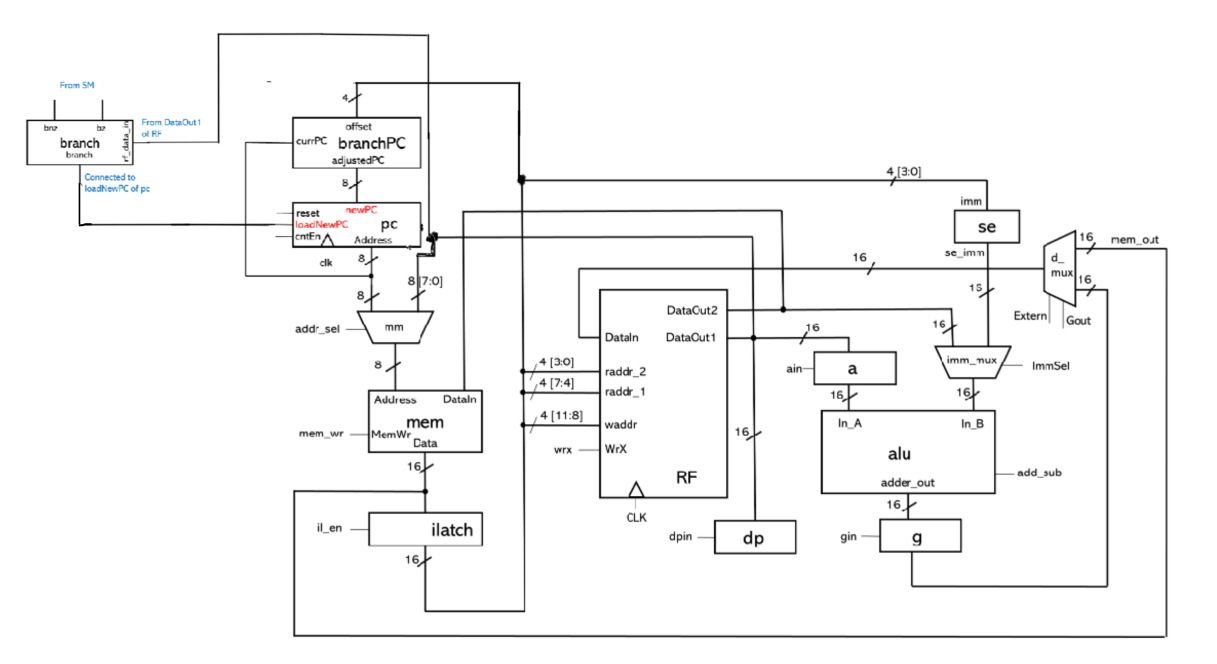 From SM
bnz
bz
branch
branch
rf_data_in
From DataOut1
of RF
Connected to
loadNewPC of pc
4
offset
currPC
branchPC
adjustedPC
8
reset
newPC
loadNewPC
pc
cntEn
Address
clk
8
8
8 [7:0]
addr_sel
mm
8
Address
DataIn
mem
mem_wr
MemWr
Data
16
il_en
ilatch
16
4 [3:0]
imm
se
se_imm
16
16
DataOut2
DataIn
DataOut1
4 [3:0]
raddr_2
4 [7:4]
raddr_1
4 [11:8]
waddr
wrx
WrX
RF
CLK
16
ain
a
16
16
dpin
dp
16
imm_mux
ImmSel
16
In_A
In_B
alu
add_sub
adder_out
16
gin
g
16
mem_out
d_
mux
16
Extern
Gout